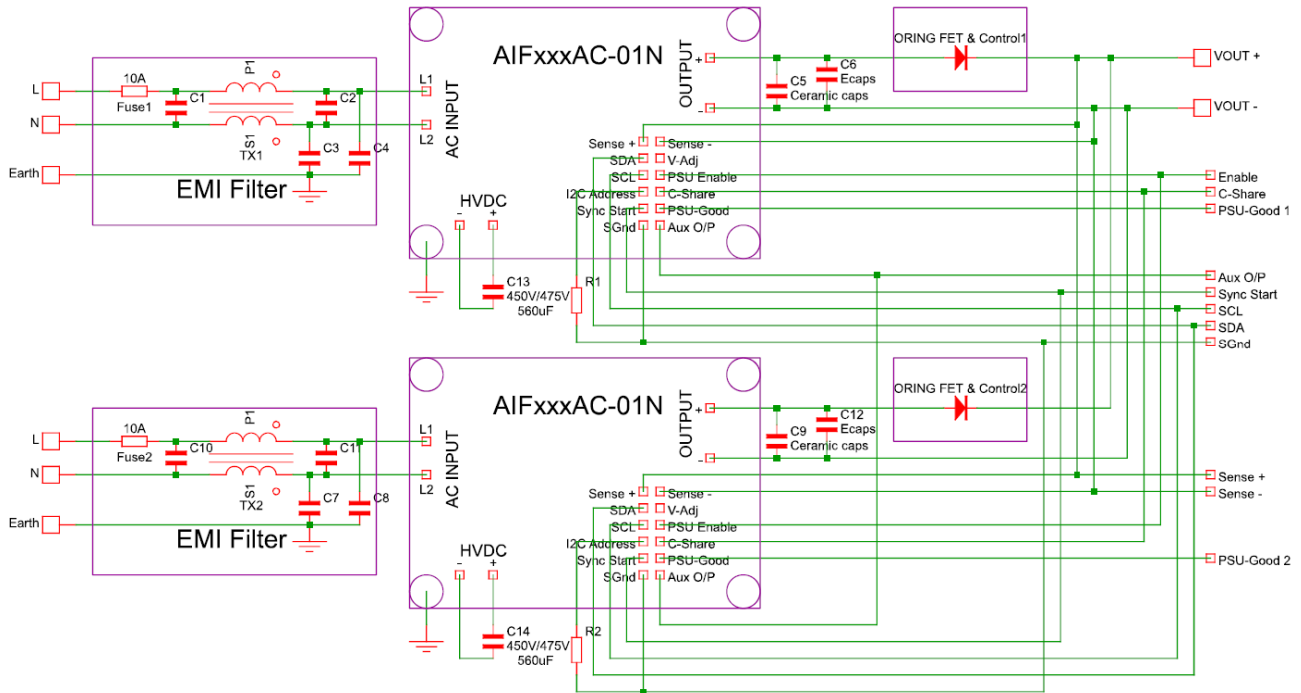 AIFxxxAC-01N
ORING FET & Control1
10A
P1
L
Fuse1
C1
C2
L1
N
S1
TX1
L2
C3
C4
Earth
EMI Filter
AC INPUT
OUTPUT
+
-
C5
Ceramic caps
C6
Ecaps
VOUT +
VOUT -
Sense +
Sense -
SDA
V-Adj
SCL
PSU Enable
I2C Address
C-Share
Sync Start
PSU-Good
SGnd
Aux O/P
HVDC
-
+
C13
450V/475V
560uF
R1
Enable
C-Share
PSU-Good 1
Aux O/P
Sync Start
SCL
SDA
SGnd
AIFxxxAC-01N
ORING FET & Control2
10A
P1
L
Fuse2
C10
C11
L1
N
S1
TX2
L2
C7
C8
Earth
EMI Filter
AC INPUT
OUTPUT
+
-
C9
Ceramic caps
C12
Ecaps
Sense +
Sense -
SDA
V-Adj
SCL
PSU Enable
I2C Address
C-Share
Sync Start
PSU-Good
SGnd
Aux O/P
HVDC
-
+
C14
450V/475V
560uF
R2
Sense +
Sense -
PSU-Good 2